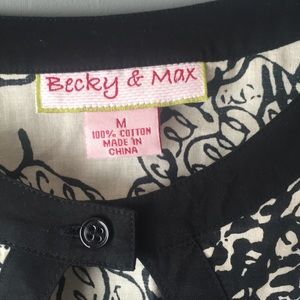 Becky & Max
M
100% COTTON
MADE IN
CHINA